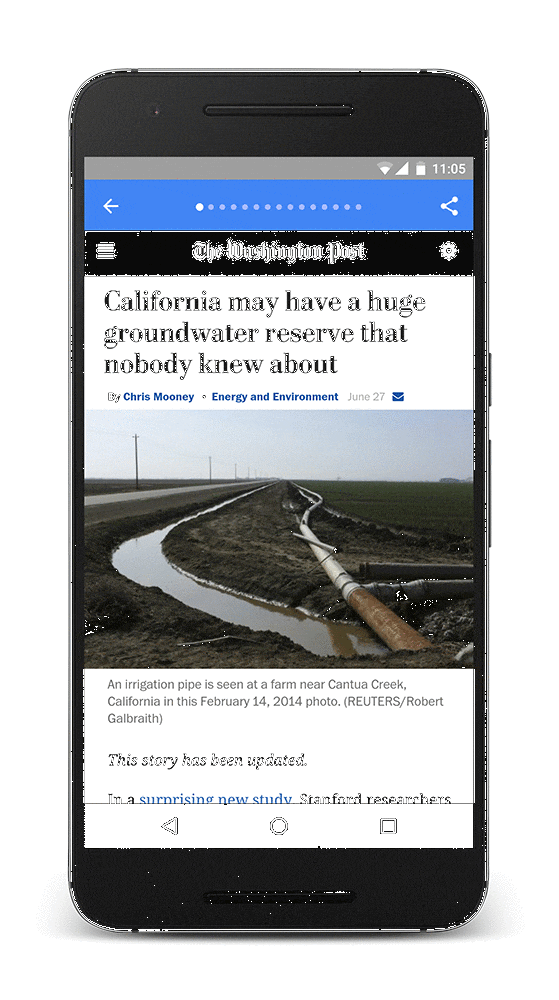 11:05
The Washington Post
California may have a huge
groundwater reserve that
nobody knew about
By Chris Mooney • Energy and Environment June 27
An irrigation pipe is seen at a farm near Cantua Creek,
California in this February 14, 2014 photo. (REUTERS/Robert
Galbraith)
This story has been updated.
In a surprising new study, Stanford researchers